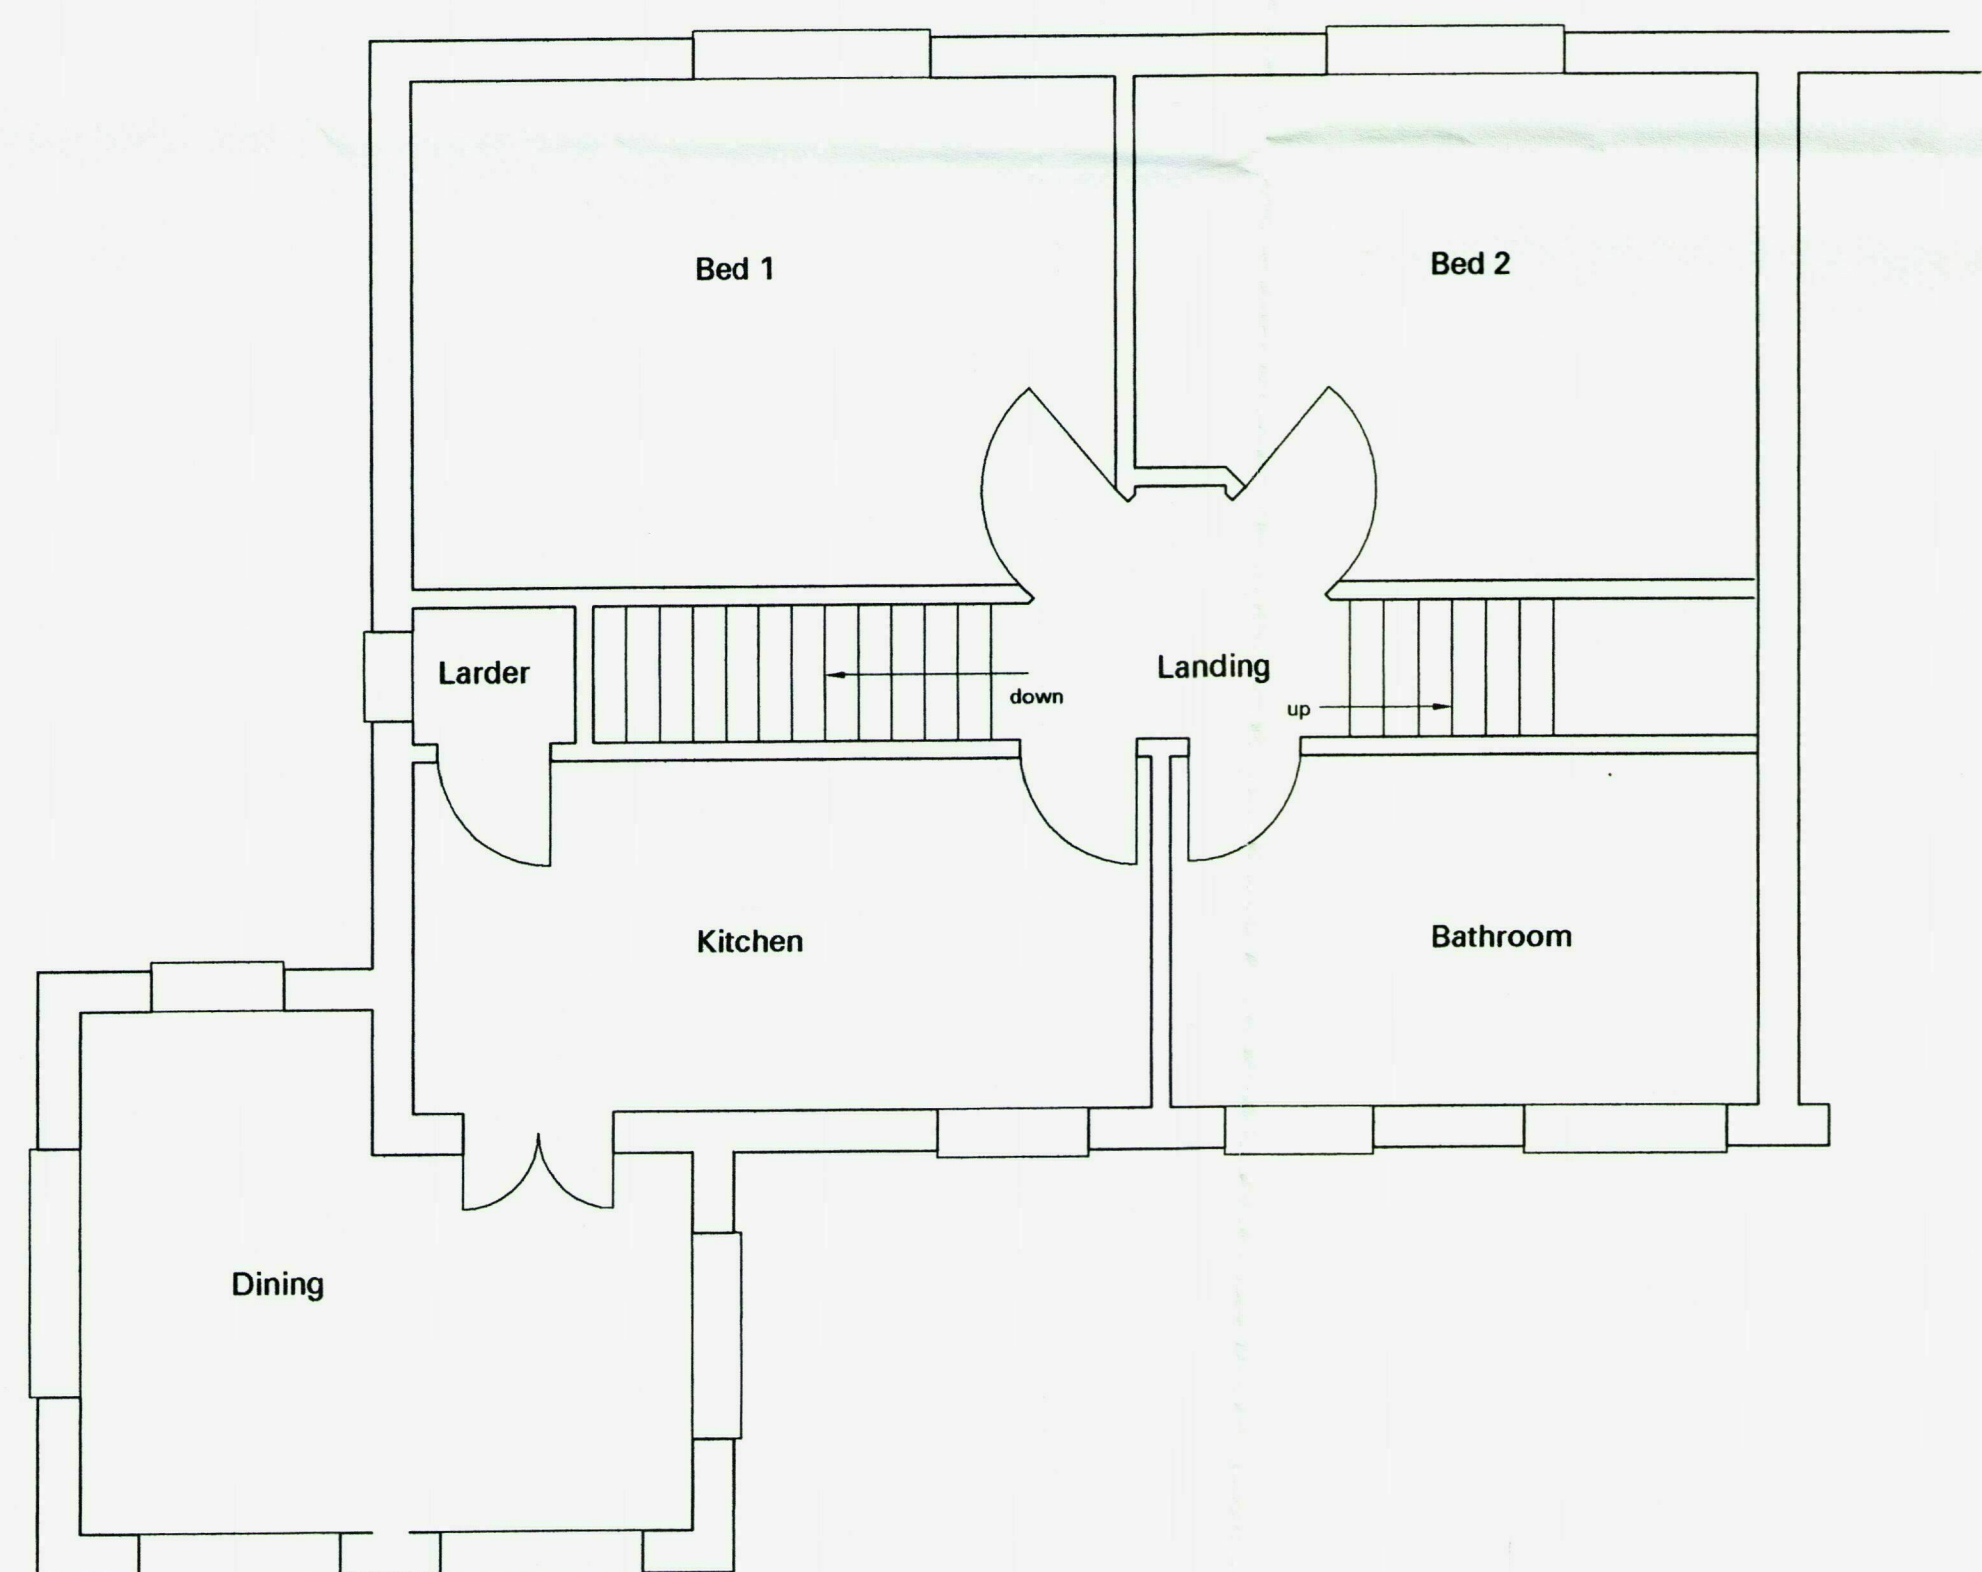 Bed 1
Bed 2
Larder
down
Landing
up
Kitchen
Bathroom
Dining